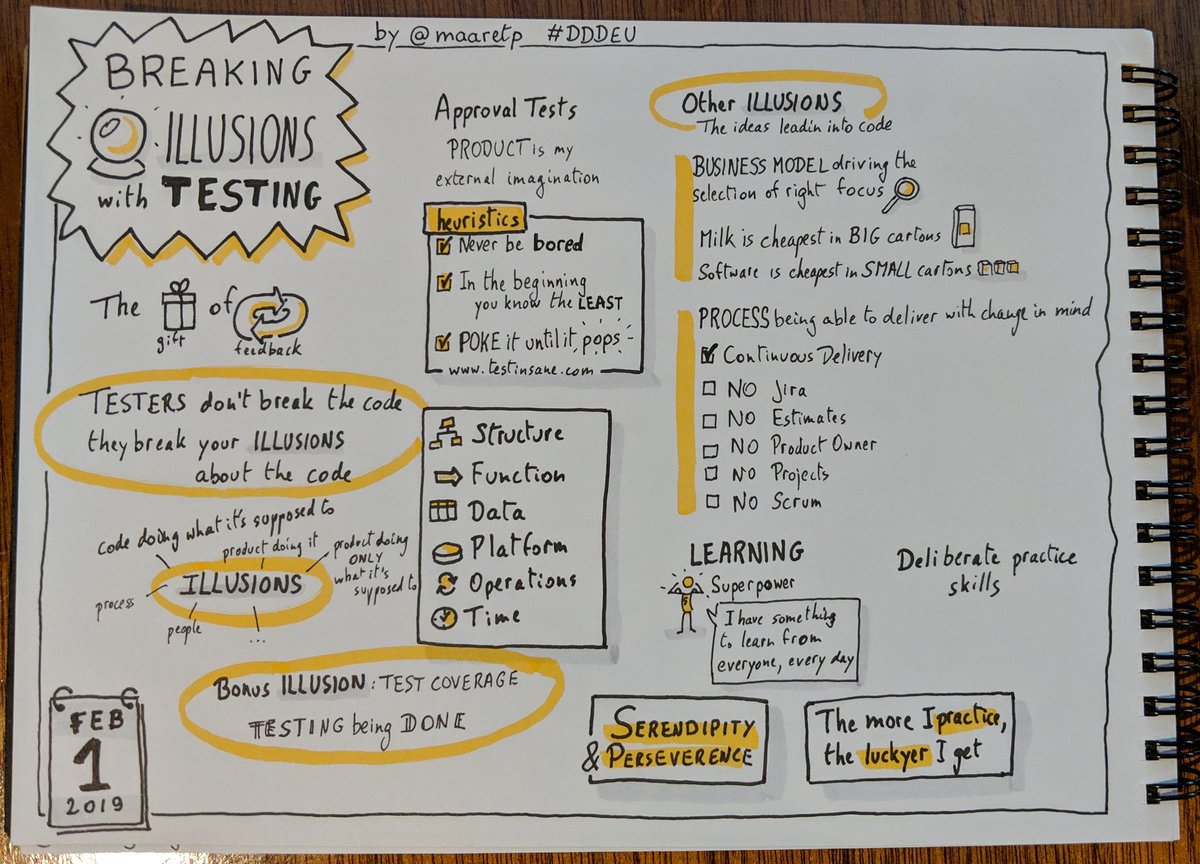 by @maaretp #DDDEU
BREAKING
ILLUSIONS
with TESTING
The
gift
of
feedback
TESTERS don't break the code
they break your ILLUSIONS
about the code
code doing what it's supposed to
product doing it
product doing
ONLY
what it's
supposed to
ILLUSIONS
process
people
...
Bonus ILLUSION: TEST COVERAGE
TESTING being DONE
FEB
1
2019
Approval Tests
PRODUCT is my
external imagination
heuristics
Never be bored
In the beginning
you know the LEAST
POKE it until it pops
www.testinsane.com
Structure
Function
Data
Platform
Operations
Time
Other ILLUSIONS
The ideas leadin into code
BUSINESS MODEL driving the
selection of right focus
Milk is cheapest in BIG cartons
Software is cheapest in SMALL cartons
PROCESS being able to deliver with change in mind
Continuous Delivery
NO Jira
NO Estimates
NO Product Owner
NO Projects
NO Scrum
LEARNING
Superpower
I have something
to learn from
everyone, every day
Deliberate practice
skills
SERENDIPITY
& PERSEVERENCE
The more I practice,
the luckyer I get